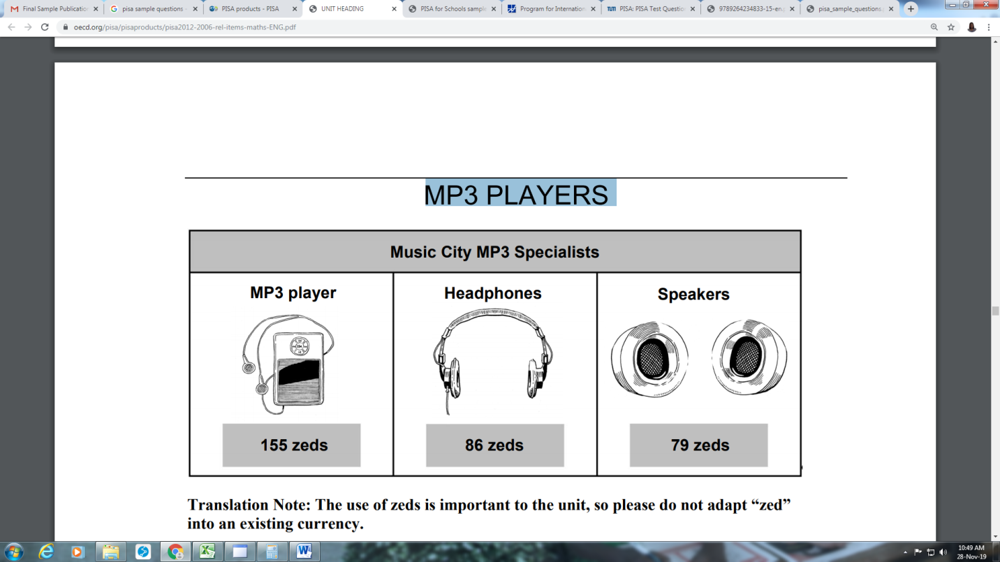 Final Sample Publication
pisa sample questions -
PISA products - PISA
UNIT HEADING
PISA for Schools sample
Program for Internation
TUM PISA: PISA Test Questio
9789264234833-15-en.p
pisa_sample_questions.p
oecd.org/pisa/pisaproducts/pisa2012-2006-rel-items-maths-ENG.pdf
MP3 PLAYERS
Music City MP3 Specialists
MP3 player
Headphones
Speakers
155 zeds
86 zeds
79 zeds
Translation Note: The use of zeds is important to the unit, so please do not adapt “zed”
into an existing currency.
10:49 AM
28-Nov-19